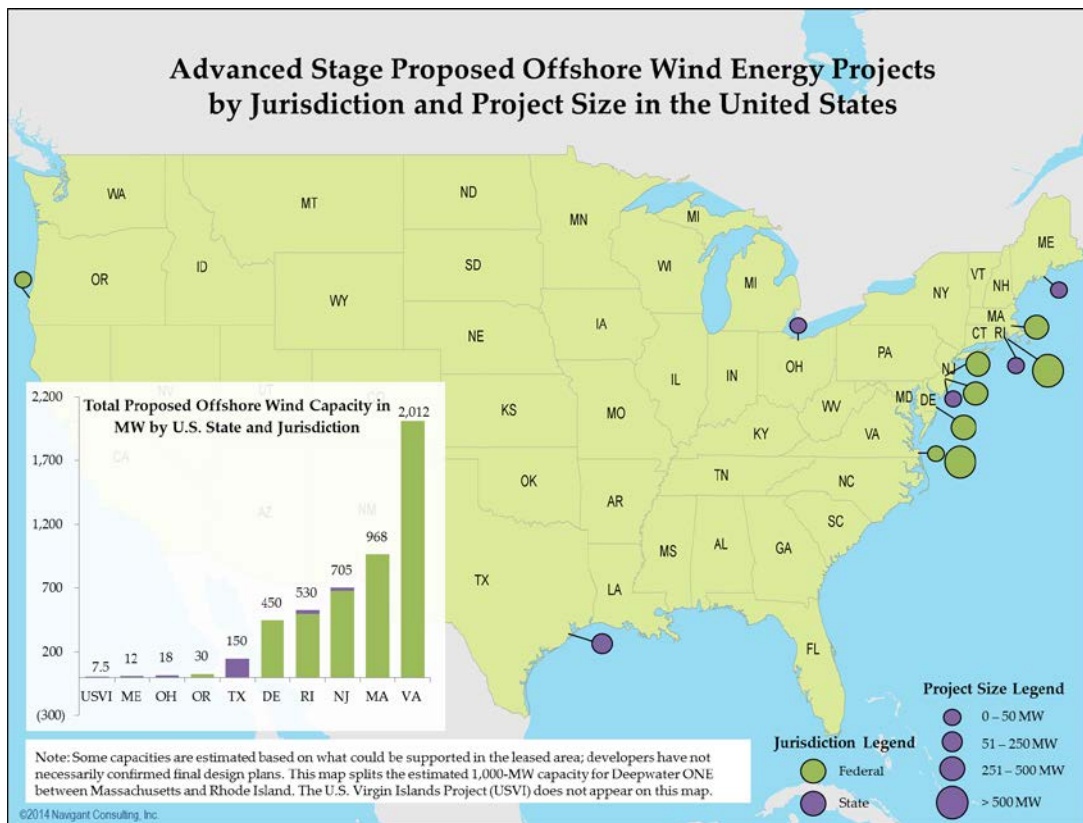 Advanced Stage Proposed Offshore Wind Energy Projects
by Jurisdiction and Project Size in the United States
WA
MT
ND
MN
MI
ME
OR
ID
SD
WI
MI
VT
NH
NY
WY
MA
CT RI
NE
IA
PA
NJ
IL
IN
OH
MD
DE
NV
UT
CO
KS
MO
WV
VA
KY
CA
AZ
NM
OK
AR
TN
NC
SC
MS
AL
GA
TX
LA
FL
Total Proposed Offshore Wind Capacity in
MW by U.S. State and Jurisdiction
2,200
1,700
1,200
700
200
(300)
7.5
12
18
30
150
450
530
705
968
2,012
USVI
ME
OH
OR
TX
DE
RI
NJ
MA
VA
Note: Some capacities are estimated based on what could be supported in the leased area; developers have not
necessarily confirmed final design plans. This map splits the estimated 1,000-MW capacity for Deepwater ONE
between Massachusetts and Rhode Island. The U.S. Virgin Islands Project (USVI) does not appear on this map.
Jurisdiction Legend
Federal
State
Project Size Legend
0 – 50 MW
51 – 250 MW
251 – 500 MW
> 500 MW
©2014 Navigant Consulting, Inc.